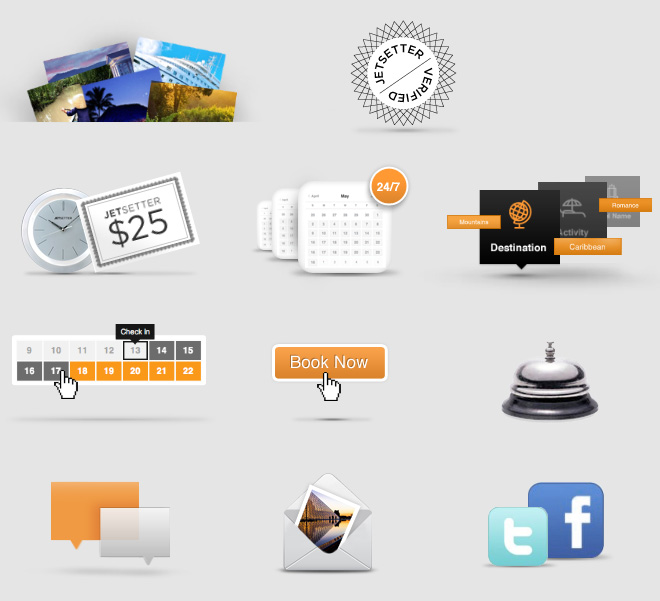 JETSETTER
VERIFIED
JETSETTER
$25
24/7
May
Mountains
Destination
Activity
Caribbean
Romance
Name
Check In
9 10 11 12 13 14 15
16 17 18 19 20 21 22
Book Now
t
f